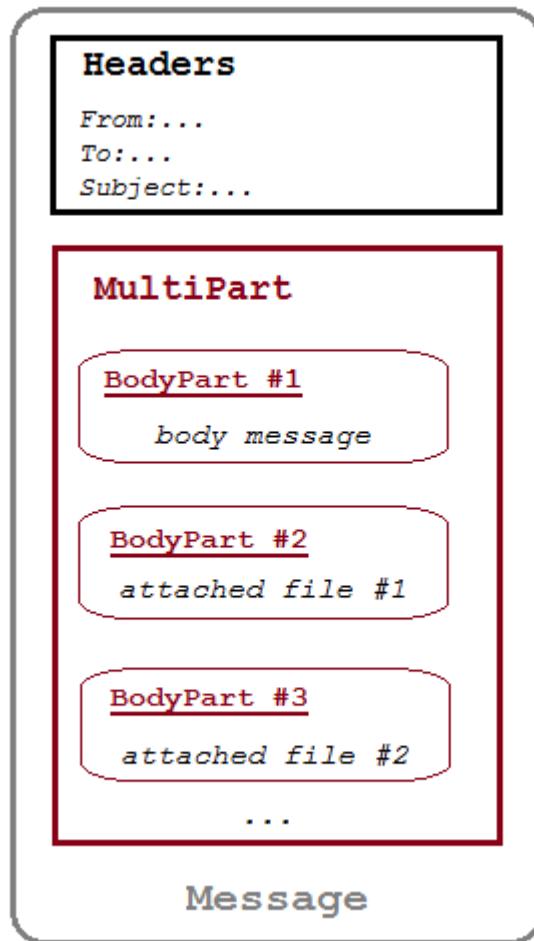 Headers
From:...
To:...
Subject:...
MultiPart
BodyPart #1
body message
BodyPart #2
attached file #1
BodyPart #3
attached file #2
...
Message